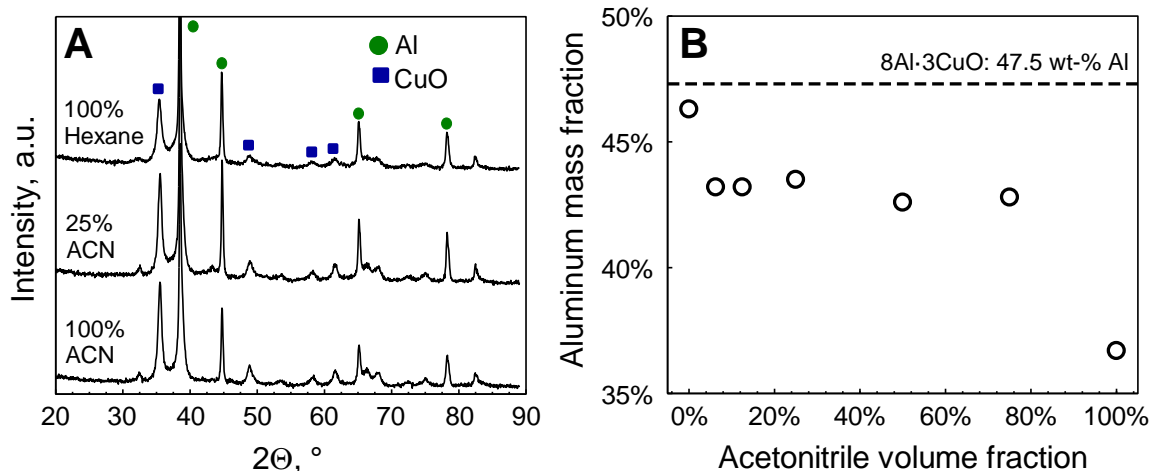 A
Al
CuO
100%
Hexane
25%
ACN
100%
ACN
Intensity, a.u.
20 30 40 50 60 70 80 90
2Θ, °
B
8Al·3CuO: 47.5 wt-% Al
50%
45%
40%
35%
Aluminum mass fraction
0% 20% 40% 60% 80% 100%
Acetonitrile volume fraction